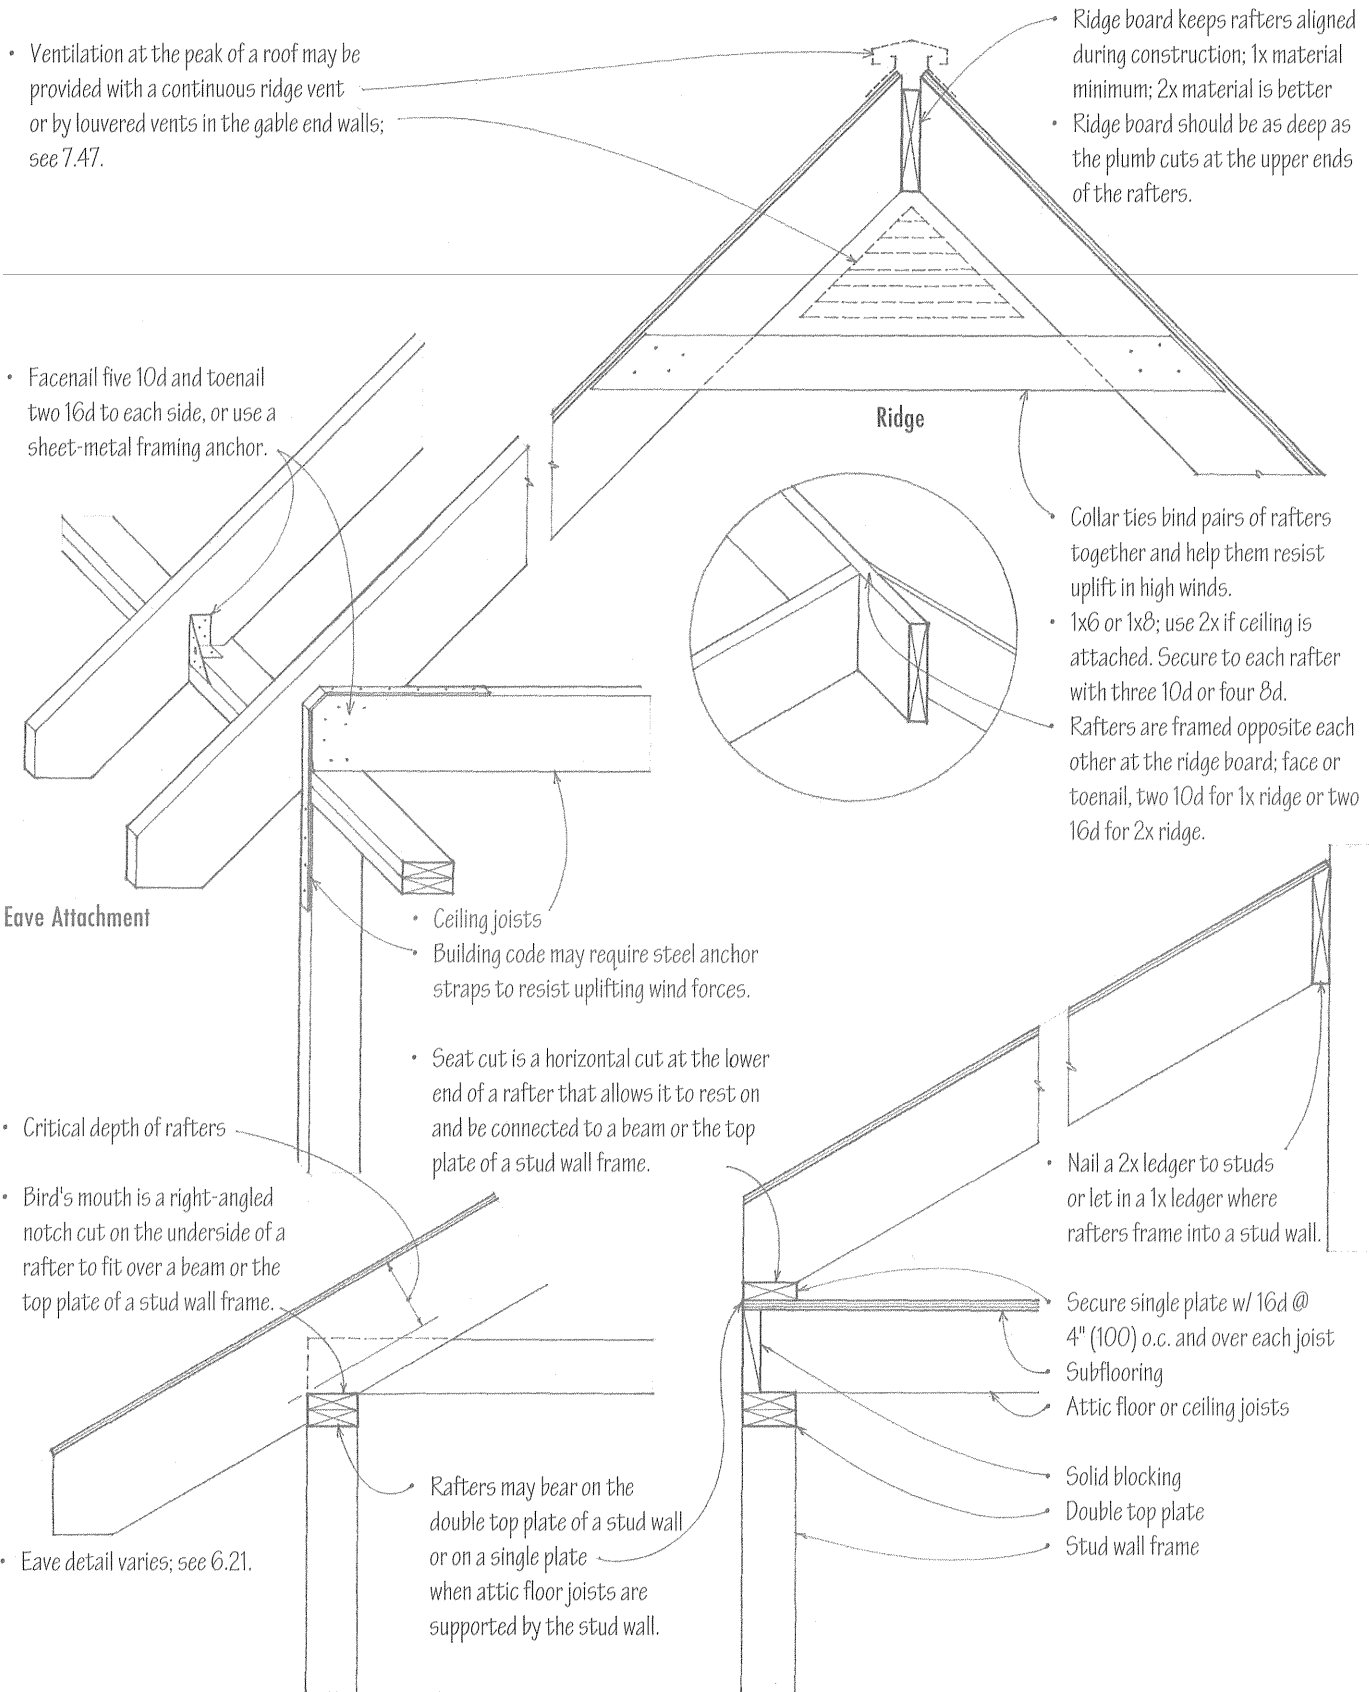 • Ventilation at the peak of a roof may be
provided with a continuous ridge vent
or by louvered vents in the gable end walls;
see 7.47.
• Ridge board keeps rafters aligned
during construction; 1x material
minimum; 2x material is better
• Ridge board should be as deep as
the plumb cuts at the upper ends
of the rafters.
• Facenail five 10d and toenail
two 16d to each side, or use a
sheet-metal framing anchor.
Ridge
• Collar ties bind pairs of rafters
together and help them resist
uplift in high winds.
• 1x6 or 1x8; use 2x if ceiling is
attached. Secure to each rafter
with three 10d or four 8d.
• Rafters are framed opposite each
other at the ridge board; face or
toenail, two 10d for 1x ridge or two
16d for 2x ridge.
Eave Attachment
• Ceiling joists
• Building code may require steel anchor
straps to resist uplifting wind forces.
• Seat cut is a horizontal cut at the lower
end of a rafter that allows it to rest on
and be connected to a beam or the top
plate of a stud wall frame.
• Critical depth of rafters
• Bird's mouth is a right-angled
notch cut on the underside of a
rafter to fit over a beam or the
top plate of a stud wall frame.
• Nail a 2x ledger to studs
or let in a 1x ledger where
rafters frame into a stud wall.
• Secure single plate w/ 16d @
4" (100) o.c. and over each joist
• Subflooring
• Attic floor or ceiling joists
• Solid blocking
• Double top plate
• Stud wall frame
• Rafters may bear on the
double top plate of a stud wall
or on a single plate
when attic floor joists are
supported by the stud wall.
• Eave detail varies; see 6.21.